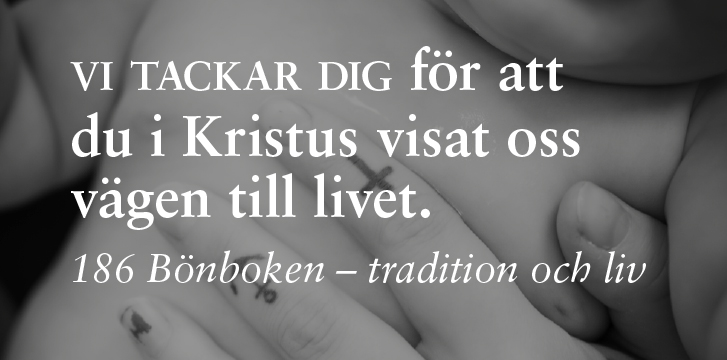 VI TACKAR DIG för att
du i Kristus visat oss
vägen till livet.
186 Bönboken – tradition och liv